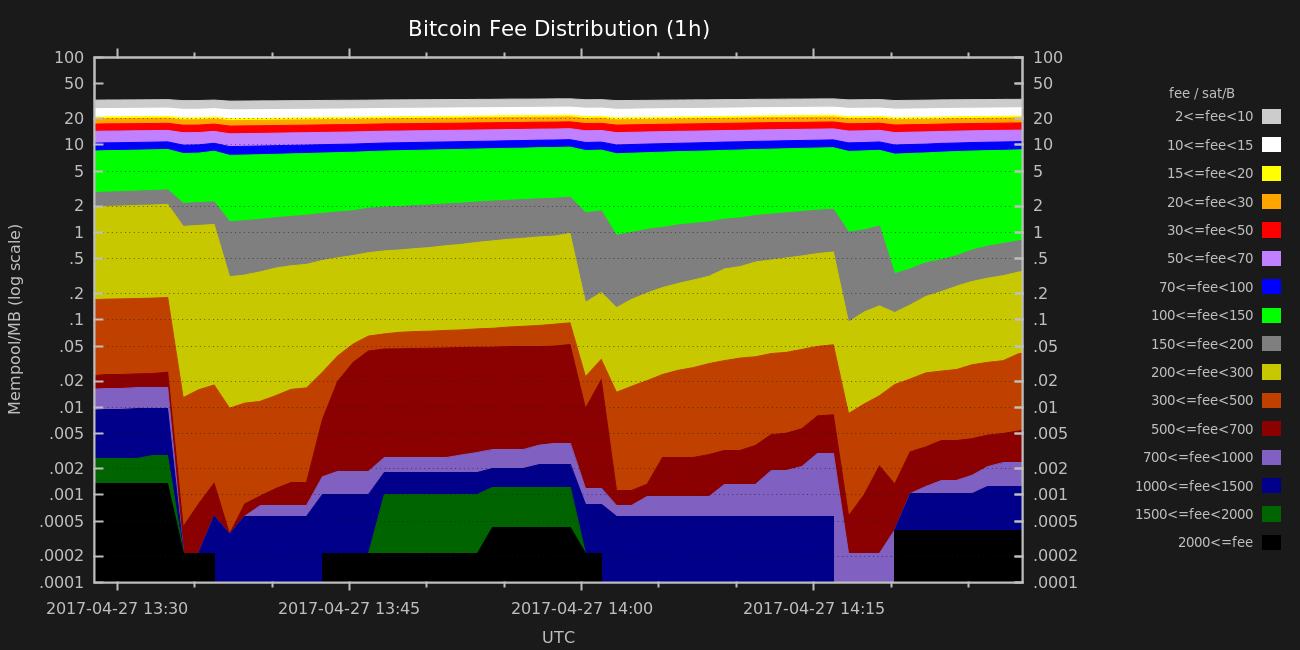 Bitcoin Fee Distribution (1h)
100
50
20
10
5
2
1
.5
.2
.1
.05
.02
.01
.005
.002
.001
.0005
.0002
.0001
Mempool/MB (log scale)
100
50
20
10
5
2
1
.5
.2
.1
.05
.02
.01
.005
.002
.001
.0005
.0002
.0001
2017-04-27 13:30 2017-04-27 13:45 2017-04-27 14:00 2017-04-27 14:15
UTC
fee / sat/B
2<=fee<10
10<=fee<15
15<=fee<20
20<=fee<30
30<=fee<50
50<=fee<70
70<=fee<100
100<=fee<150
150<=fee<200
200<=fee<300
300<=fee<500
500<=fee<700
700<=fee<1000
1000<=fee<1500
1500<=fee<2000
2000<=fee